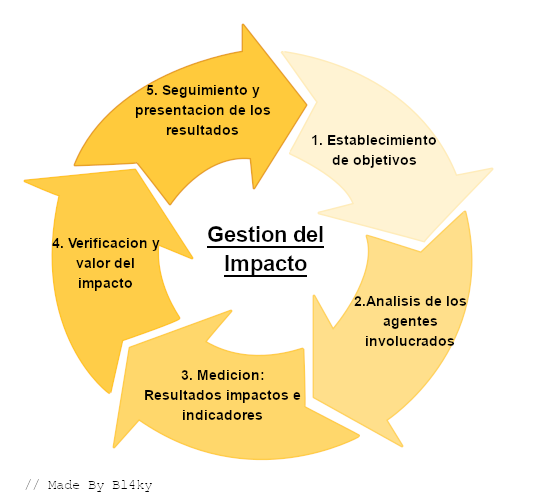 5. Seguimiento y
presentacion de los
resultados
1. Establecimiento
de objetivos
Gestion del
Impacto
4. Verificacion y
valor del
impacto
2.Analisis de los
agentes
involucrados
3. Medicion:
Resultados impactos e
indicadores
// Made By Bl4ky